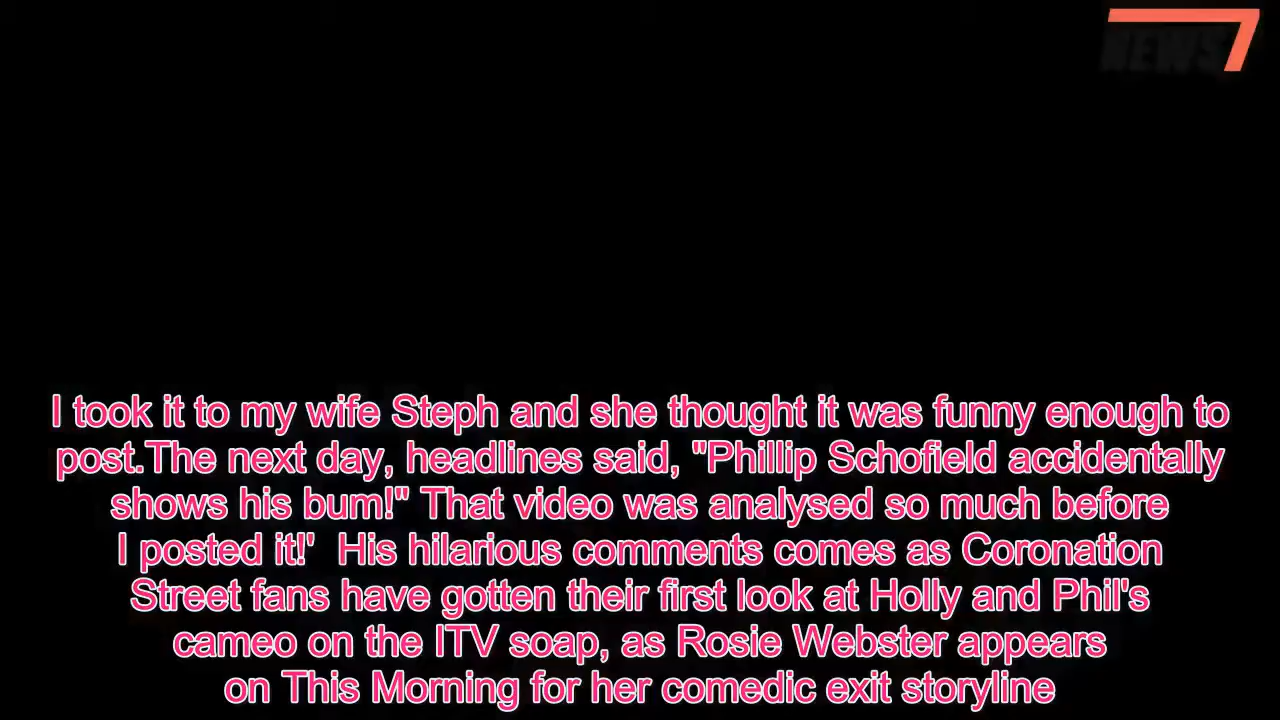 NEWS7
I took it to my wife Steph and she thought it was funny enough to
post.The next day, headlines said, "Phillip Schofield accidentally
shows his bum!" That video was analysed so much before
I posted it!'  His hilarious comments comes as Coronation
Street fans have gotten their first look at Holly and Phil's
cameo on the ITV soap, as Rosie Webster appears
on This Morning for her comedic exit storyline